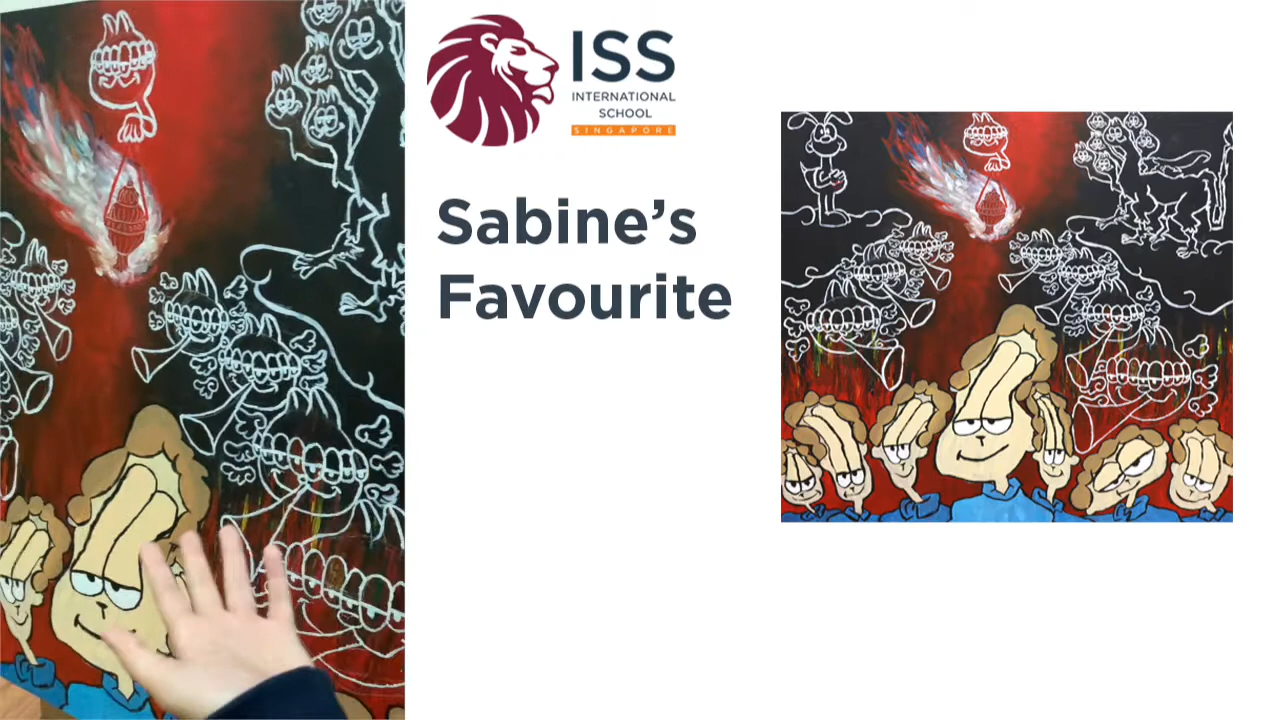 ISS
INTERNATIONAL
SCHOOL
SINGAPORE
Sabine's
Favourite